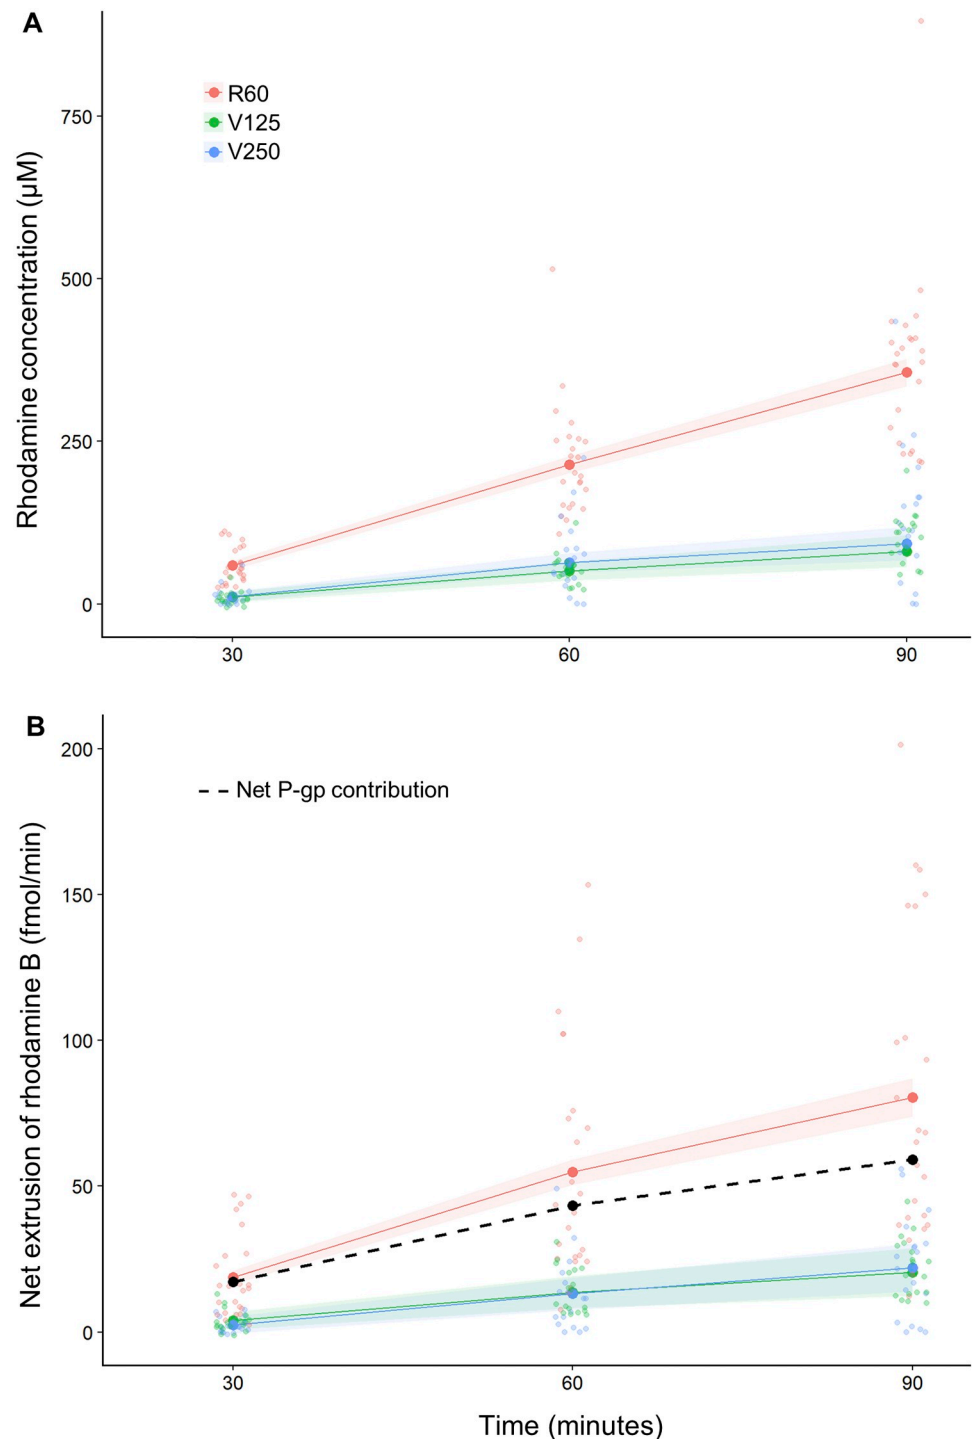 A
R60
V125
V250
Rhodamine concentration (µM)
750
500
250
0
30 60 90
B
Net P-gp contribution
Net extrusion of rhodamine B (fmol/min)
200
150
100
50
0
30 60 90
Time (minutes)